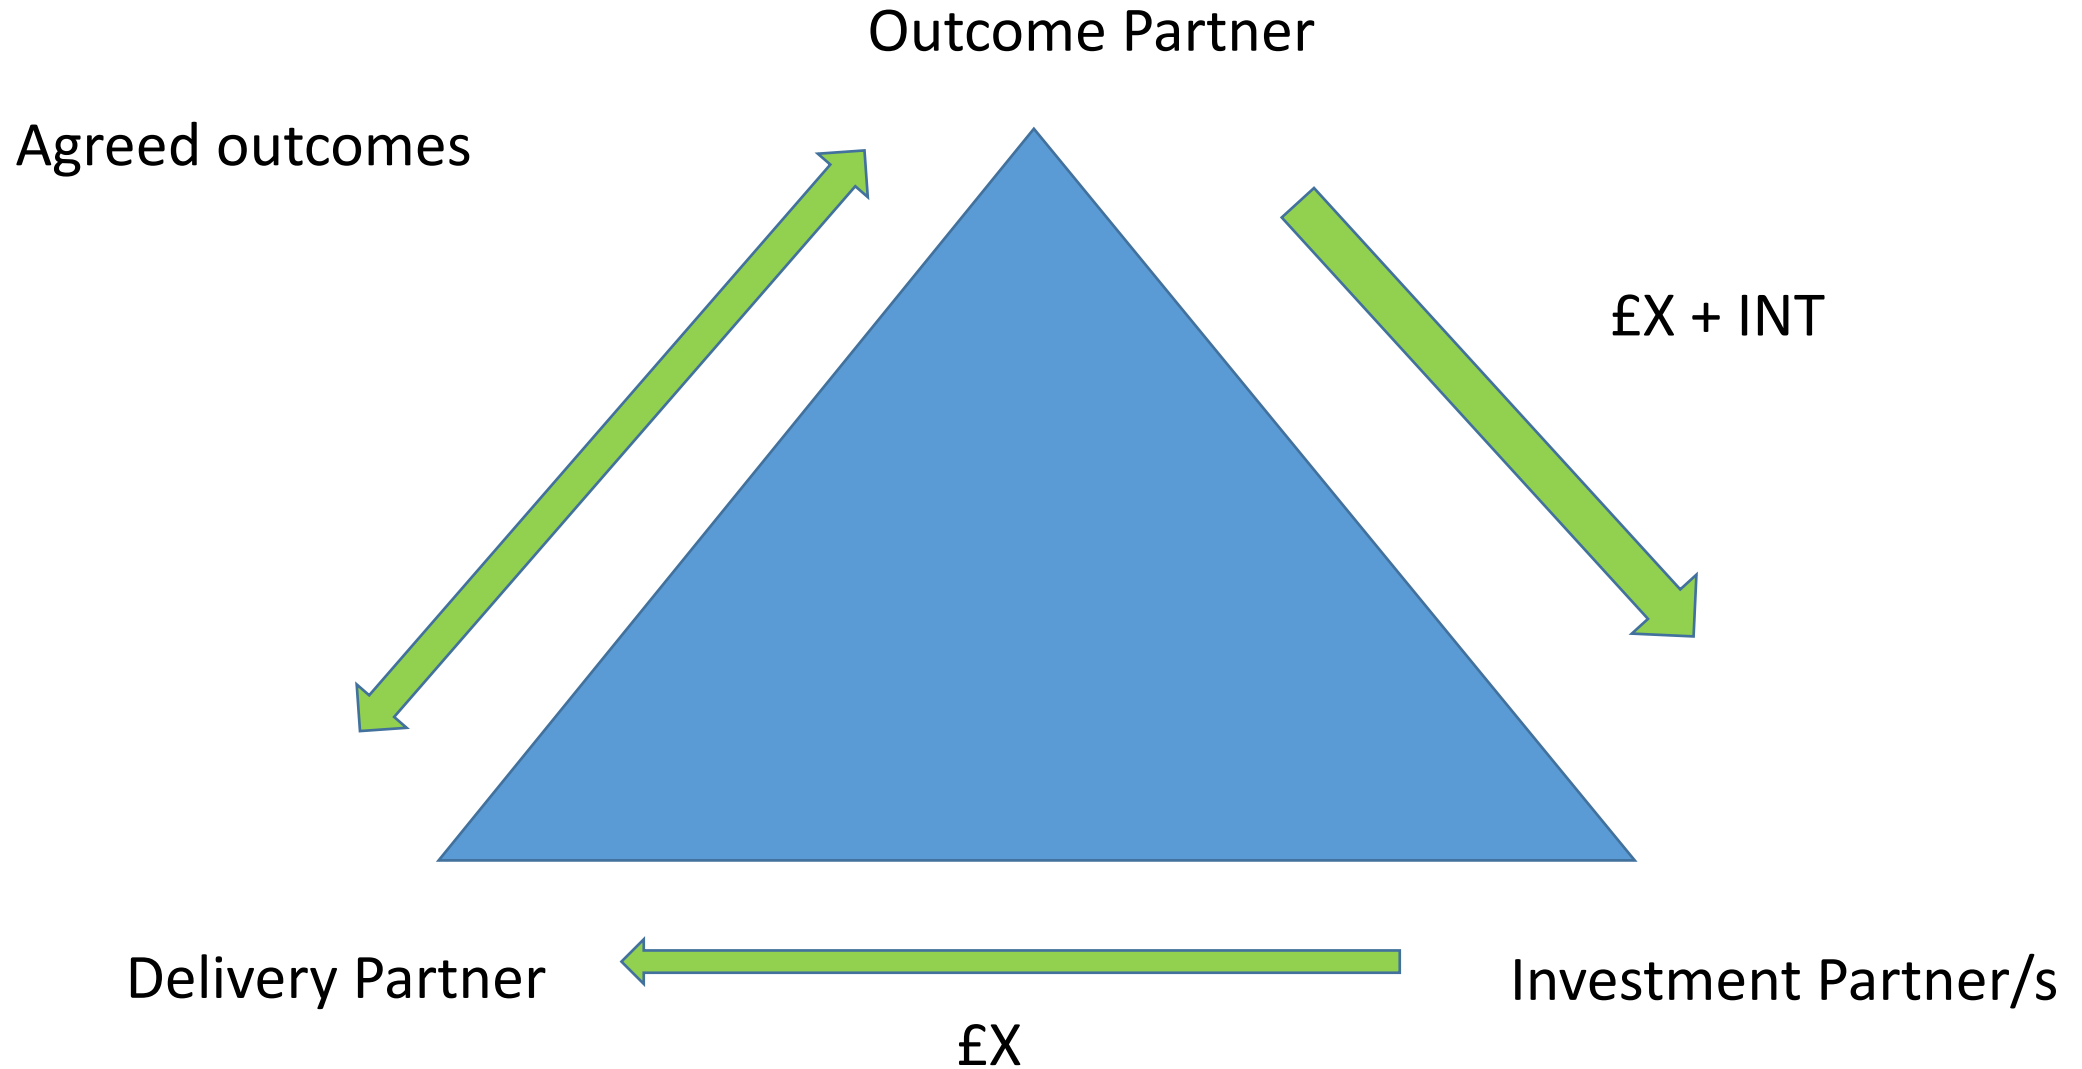 Outcome Partner
Agreed outcomes
£X + INT
Delivery Partner
Investment Partner/s
£X